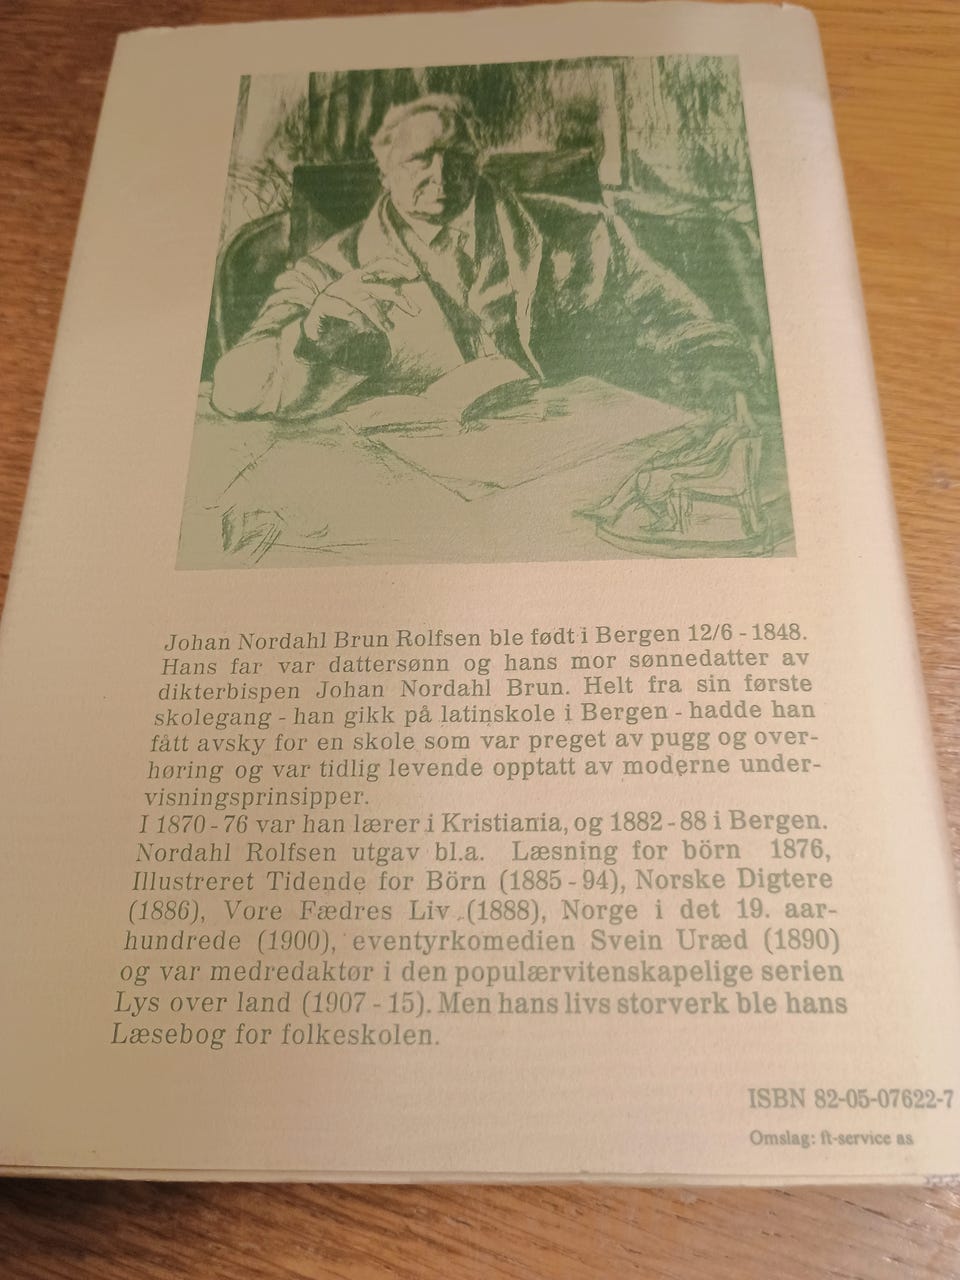 Johan Nordahl Brun Rolfsen ble født i Bergen 12/6 - 1848.
Hans far var dattersønn og hans mor sønnedatter av
dikterbispen Johan Nordahl Brun. Helt fra sin første
skolegang - han gikk på latinskole i Bergen - hadde han
fått avsky for en skole som var preget av pugg og over-
høring og var tidlig levende opptatt av moderne under-
visningsprinsipper.
I 1870 - 76 var han lærer i Kristiania, og 1882 - 88 i Bergen.
Nordahl Rolfsen utgav bl.a. Læsning for börn 1876,
Illustreret Tidende for Börn (1885 - 94), Norske Digtere
(1886), Vore Fædres Liv (1888), Norge i det 19. aar-
hundrede (1900), eventyrkomedien Svein Uræd (1890)
og var medredaktør i den populærvitenskapelige serien
Lys over land (1907 - 15). Men hans livs storverk ble hans
Læsebog for folkeskolen.
ISBN 82-05-07622-7
Omslag: ft-service as